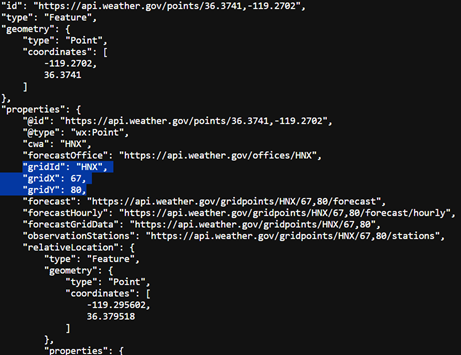 "id": "https://api.weather.gov/points/36.3741,-119.2702",
"type": "Feature",
"geometry": {
    "type": "Point",
    "coordinates": [
        -119.2702,
        36.3741
    ]
},
"properties": {
    "@id": "https://api.weather.gov/points/36.3741,-119.2702",
    "@type": "wx:Point",
    "cwa": "HNX",
    "forecastOffice": "https://api.weather.gov/offices/HNX",
    "gridId": "HNX",
    "gridX": 67,
    "gridY": 80,
    "forecast": "https://api.weather.gov/gridpoints/HNX/67,80/forecast",
    "forecastHourly": "https://api.weather.gov/gridpoints/HNX/67,80/forecast/hourly",
    "forecastGridData": "https://api.weather.gov/gridpoints/HNX/67,80",
    "observationStations": "https://api.weather.gov/gridpoints/HNX/67,80/stations",
    "relativeLocation": {
        "type": "Feature",
        "geometry": {
            "type": "Point",
            "coordinates": [
                -119.295602,
                36.379518
            ]
        },
        "properties": {